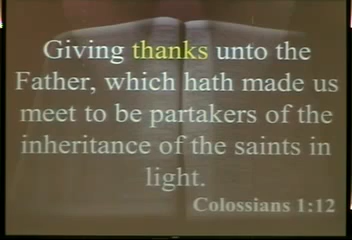 Giving thanks unto the
Father, which hath made us
meet to be partakers of the
inheritance of the saints in
light.
Colossians 1:12